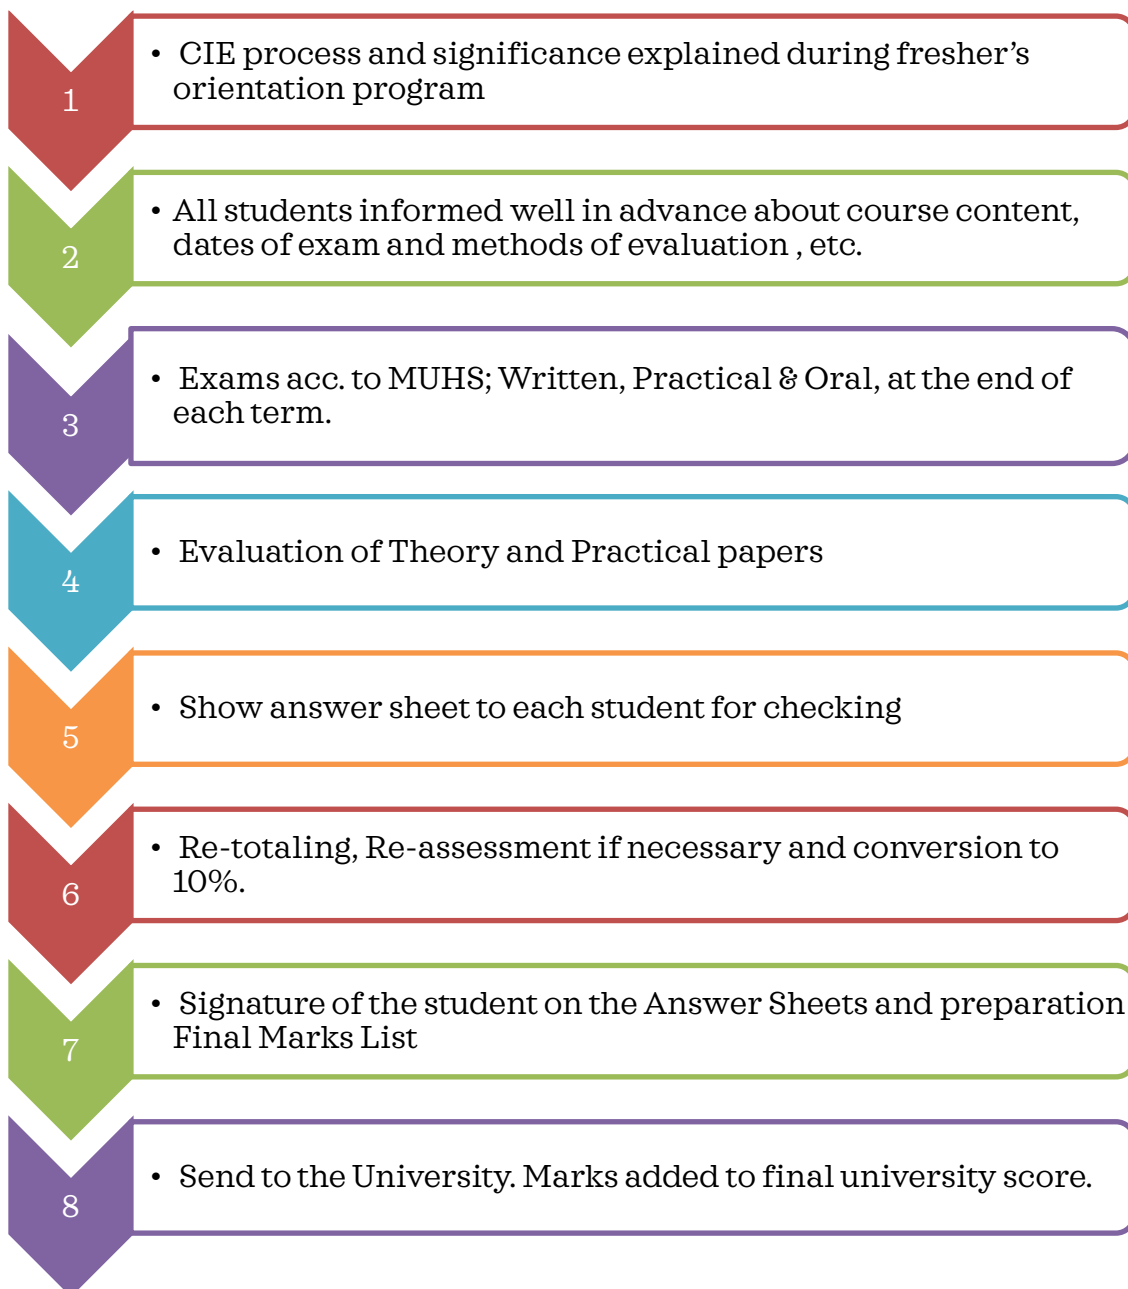 1
• CIE process and significance explained during fresher's
orientation program
2
• All students informed well in advance about course content,
dates of exam and methods of evaluation , etc.
3
• Exams acc. to MUHS; Written, Practical & Oral, at the end of
each term.
4
• Evaluation of Theory and Practical papers
5
• Show answer sheet to each student for checking
6
• Re-totaling, Re-assessment if necessary and conversion to
10%.
7
• Signature of the student on the Answer Sheets and preparation
Final Marks List
8
• Send to the University. Marks added to final university score.